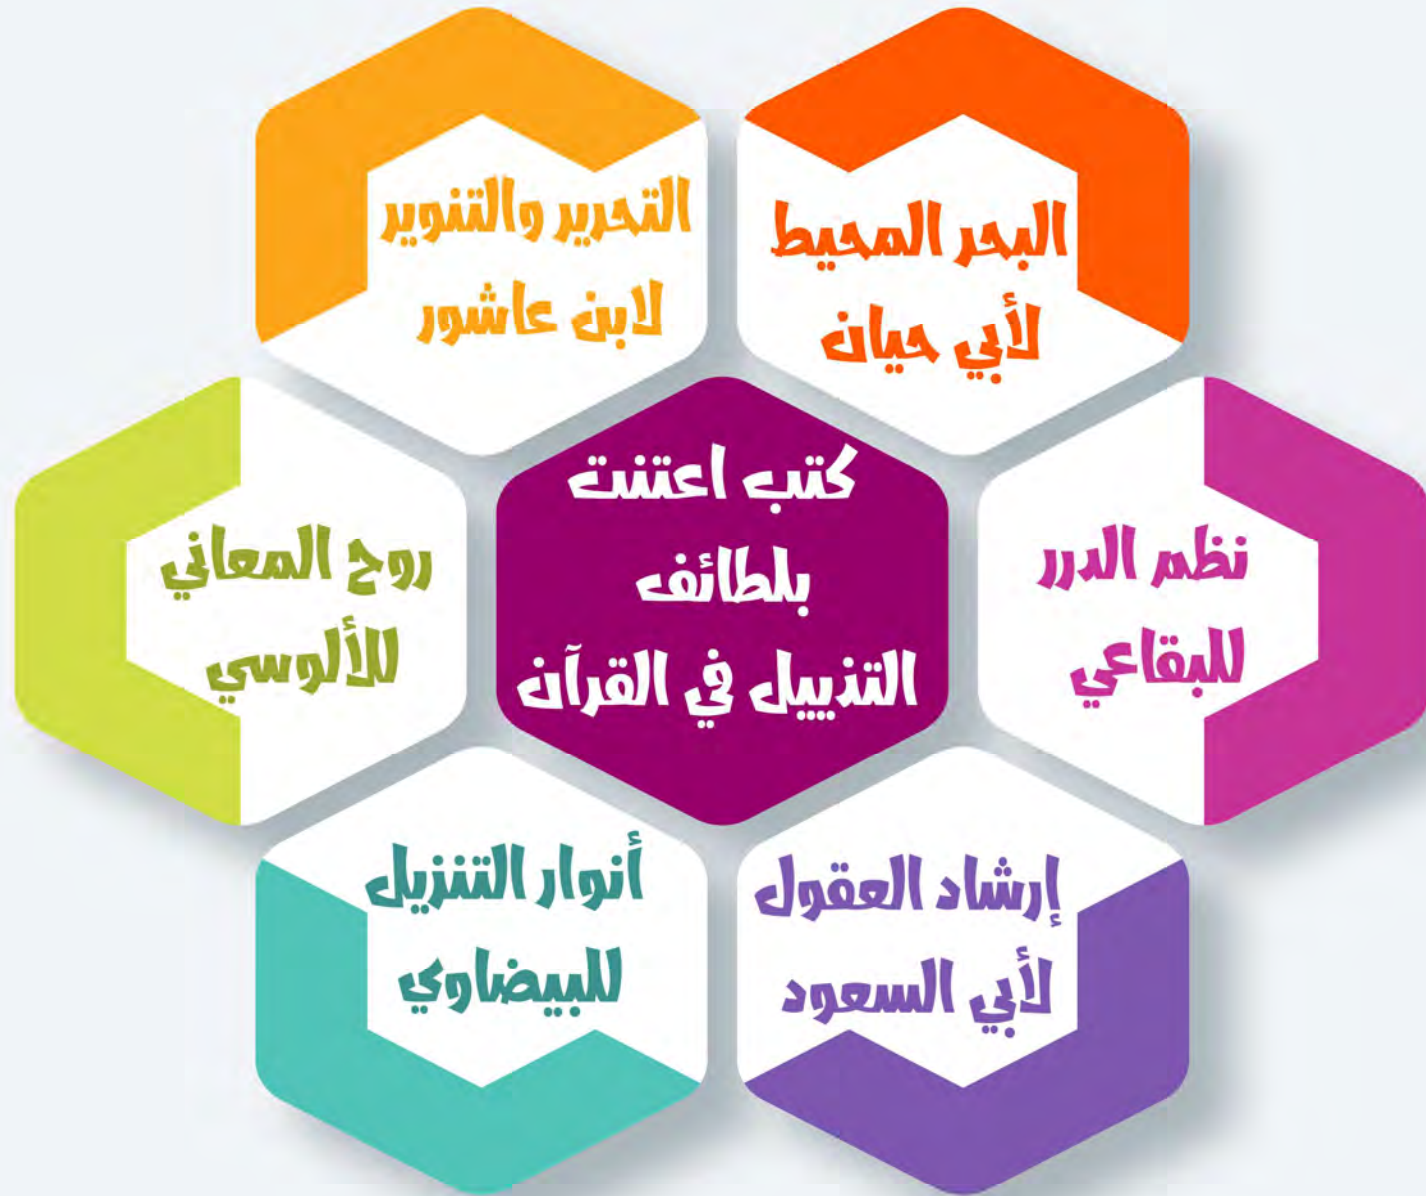 كتب اعتنت
بلطائف
التذييل في القرآن
البحر المحيط
لأبي حيان
نظم الدرر
للبقاعي
إرشاد العقول
لأبي السعود
أنوار التنزيل
للبيضاوي
روح المعاني
للألوسي
التحرير والتنوير
لابن عاشور